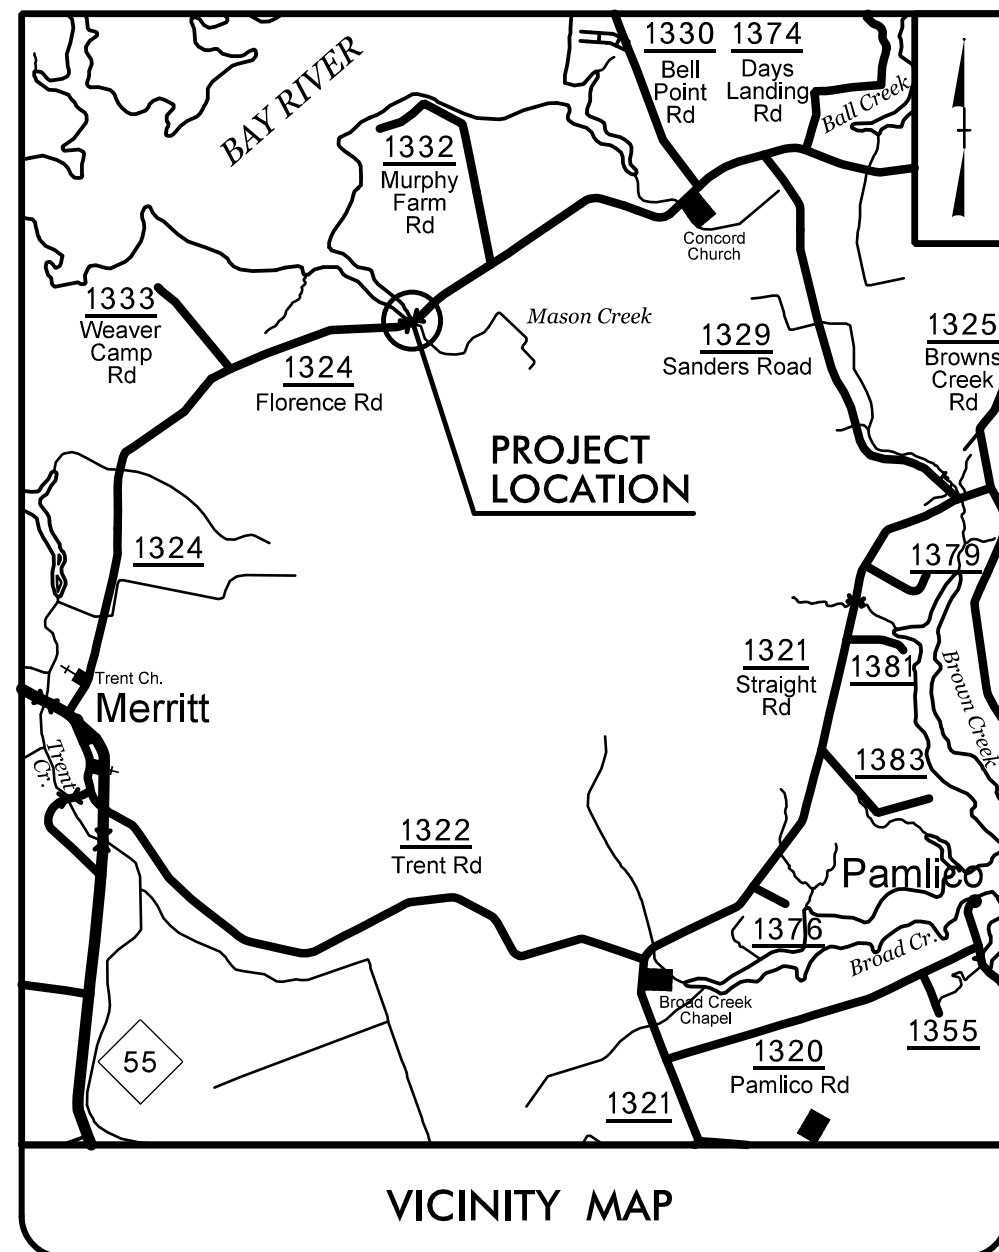 1330
Bell
Point
Rd
1374
Days
Landing
Rd
Ball Creek
BAY RIVER
1332
Murphy
Farm
Rd
Concord
Church
1333
Weaver
Camp
Rd
Mason Creek
1324
Florence Rd
1329
Sanders Road
1325
Browns
Creek
Rd
PROJECT
LOCATION
1324
1379
1321
Straight
Rd
1381
Brown Creek
Trent Ch.
Merritt
Trent
Cr.
1383
1322
Trent Rd
Pamlico
1376
Broad Cr.
Broad Creek
Chapel
1355
1320
Pamlico Rd
55
1321
VICINITY MAP